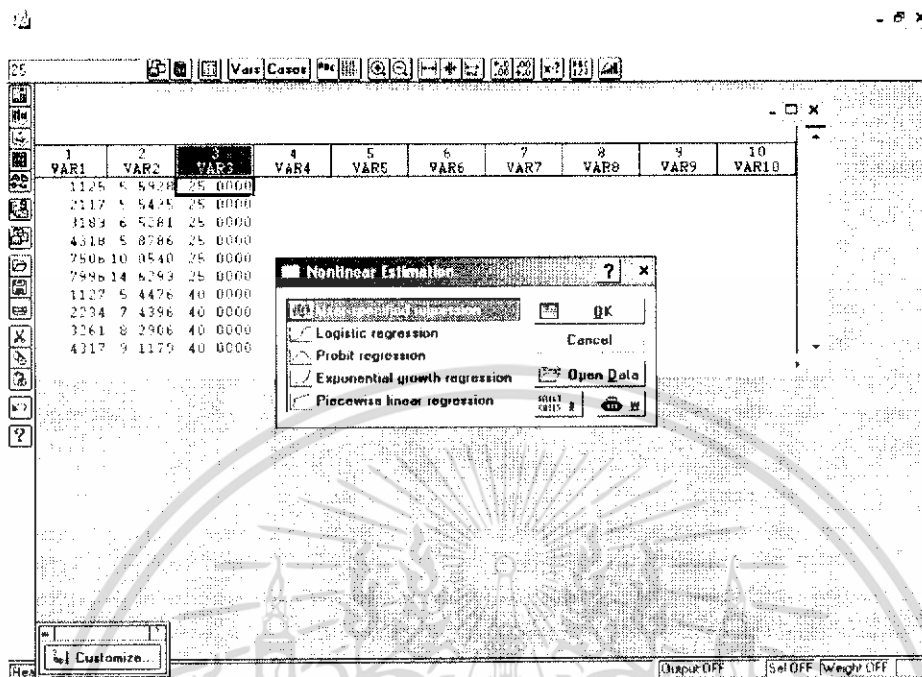 25 Vars Cases
1 2 3 4 5 6 7 8 9 10
VAR1 VAR2 VAR3 VAR4 VAR5 VAR6 VAR7 VAR8 VAR9 VAR10
1125 5 5928 25 0000
2117 5 5435 25 0000
3183 6 5281 25 0000
4318 5 8786 25 0000
7506 10 0540 25 0000
7996 14 6293 25 0000
1127 5 4476 40 0000
2234 7 4396 40 0000
3261 8 2906 40 0000
4317 9 1179 40 0000
Nonlinear Estimation ? ×
User-specified regression
OK
Logistic regression
Cancel
Probit regression
Exponential growth regression
Open Data
Piecewise linear regression
Customize...
Output OFF Sel OFF Weight OFF